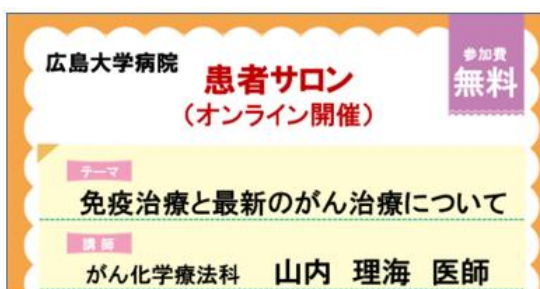 広島大学病院
患者サロン
（オンライン開催）
参加費
無料
テーマ
免疫治療と最新のがん治療について
講師
がん化学療法科　山内　理海　医師